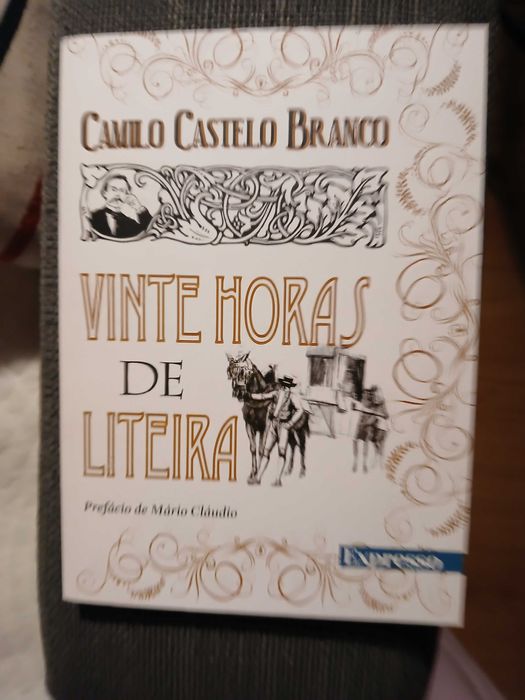 CAMILO CASTELO BRANCO
VINTE HORAS
DE
LITEIRA
Prefácio de Mário Cláudio
Expresso